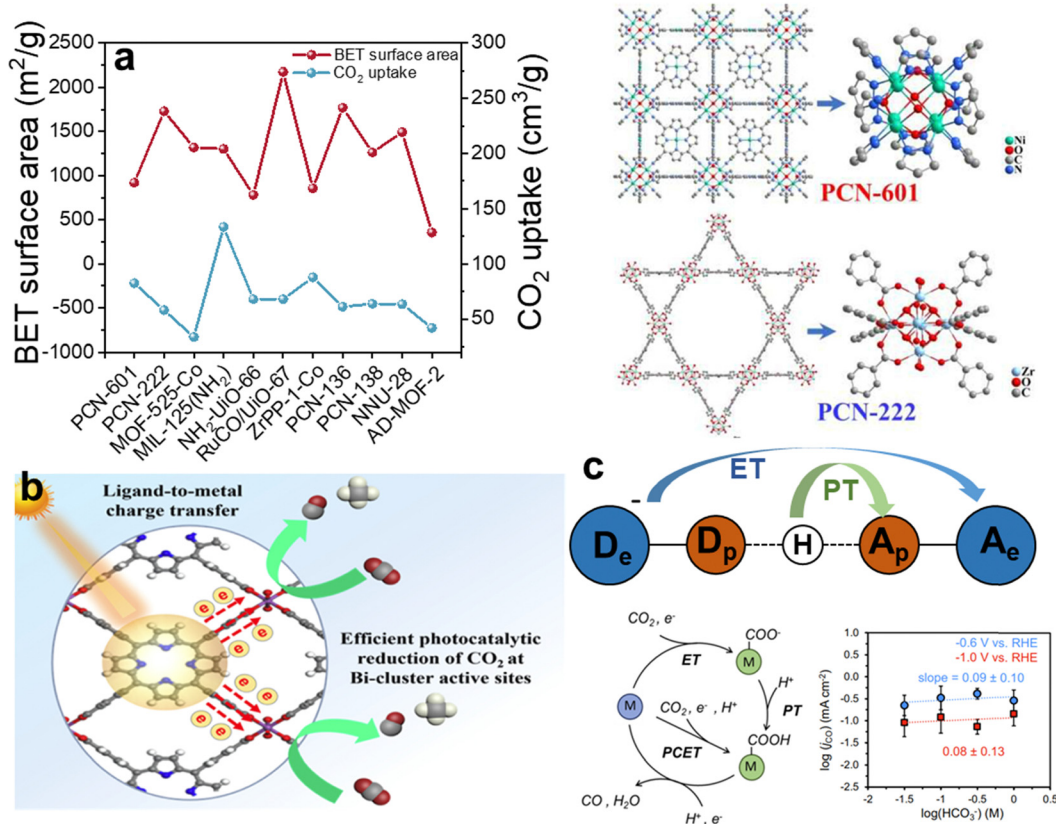 a
BET surface area
CO₂ uptake
BET surface area (m²/g)
2500
2000
1500
1000
500
0
-500
-1000
300
250
200
150
100
50
CO₂ uptake (cm³/g)
PCN-601
PCN-222
MOF-525-Co
MIL-125(NH₂)
NH₂-UiO-66
RuCO/UiO-67
ZrPP-1-Co
PCN-136
PCN-138
NNU-28
AD-MOF-2
PCN-601
Ni
O
C
N
PCN-222
Zr
O
C
b
Ligand-to-metal
charge transfer
e e
e e
e e
e e
Efficient photocatalytic
reduction of CO₂ at
Bi-cluster active sites
c
ET
PT
-
Dₑ
Dₚ
H
Aₚ
Aₑ
CO₂, e⁻
ET
COO⁻
M
H⁺
PT
M
CO₂, e⁻, H⁺
PCET
COOH
M
CO, H₂O
H⁺, e⁻
log (j_CO) (mA cm⁻²)
1.0
0.5
0.0
-0.5
-1.0
-1.5
-2.0
-2.5
-0.6 V vs. RHE
-1.0 V vs. RHE
slope = 0.09 ± 0.10
0.08 ± 0.13
-2
-1.5
-1
-0.5
0
0.5
log(HCO₃⁻) (M)